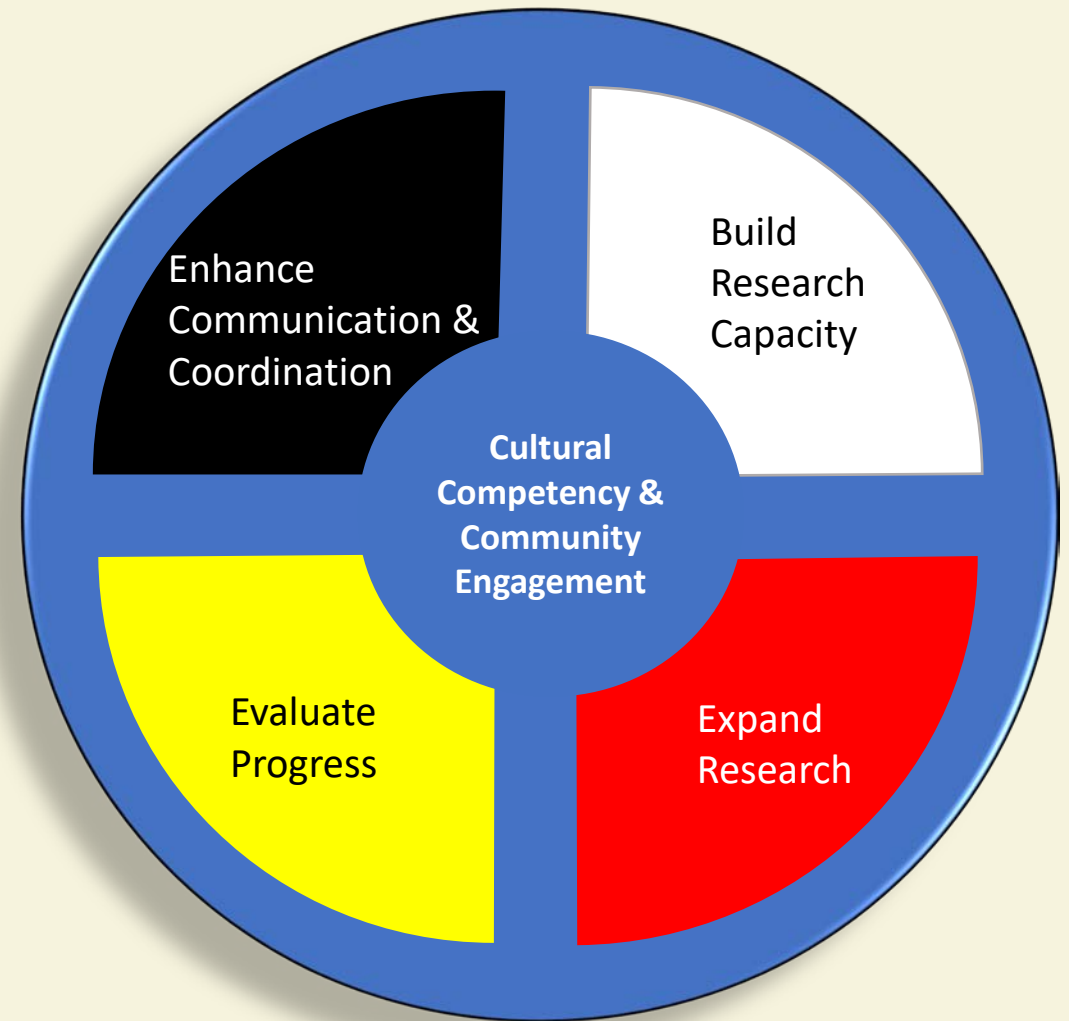 Enhance
Communication &
Coordination
Build
Research
Capacity
Cultural
Competency &
Community
Engagement
Evaluate
Progress
Expand
Research